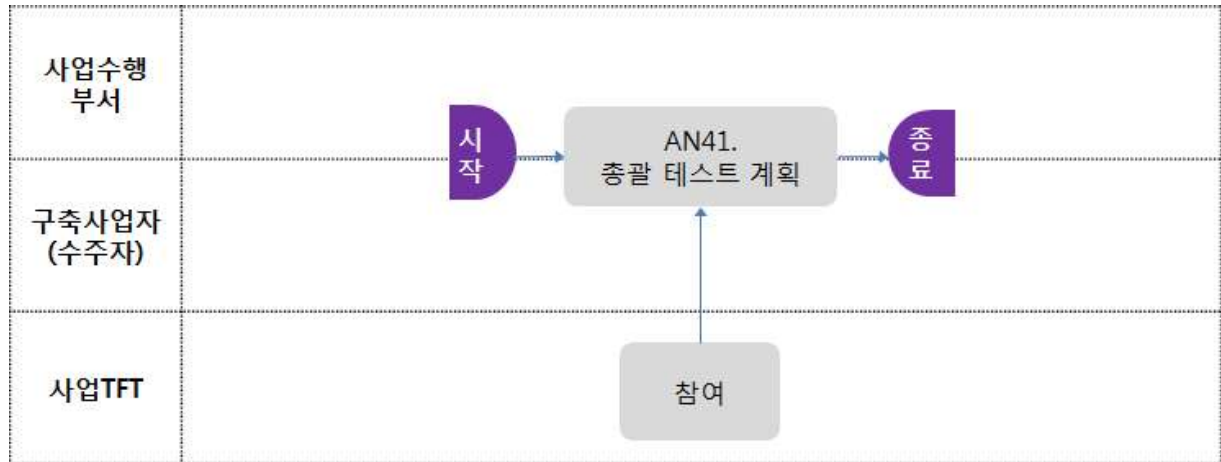 사업수행
부서
시
작
AN41.
총괄 테스트 계획
종
료
구축사업자
(수주자)
사업TFT
참여